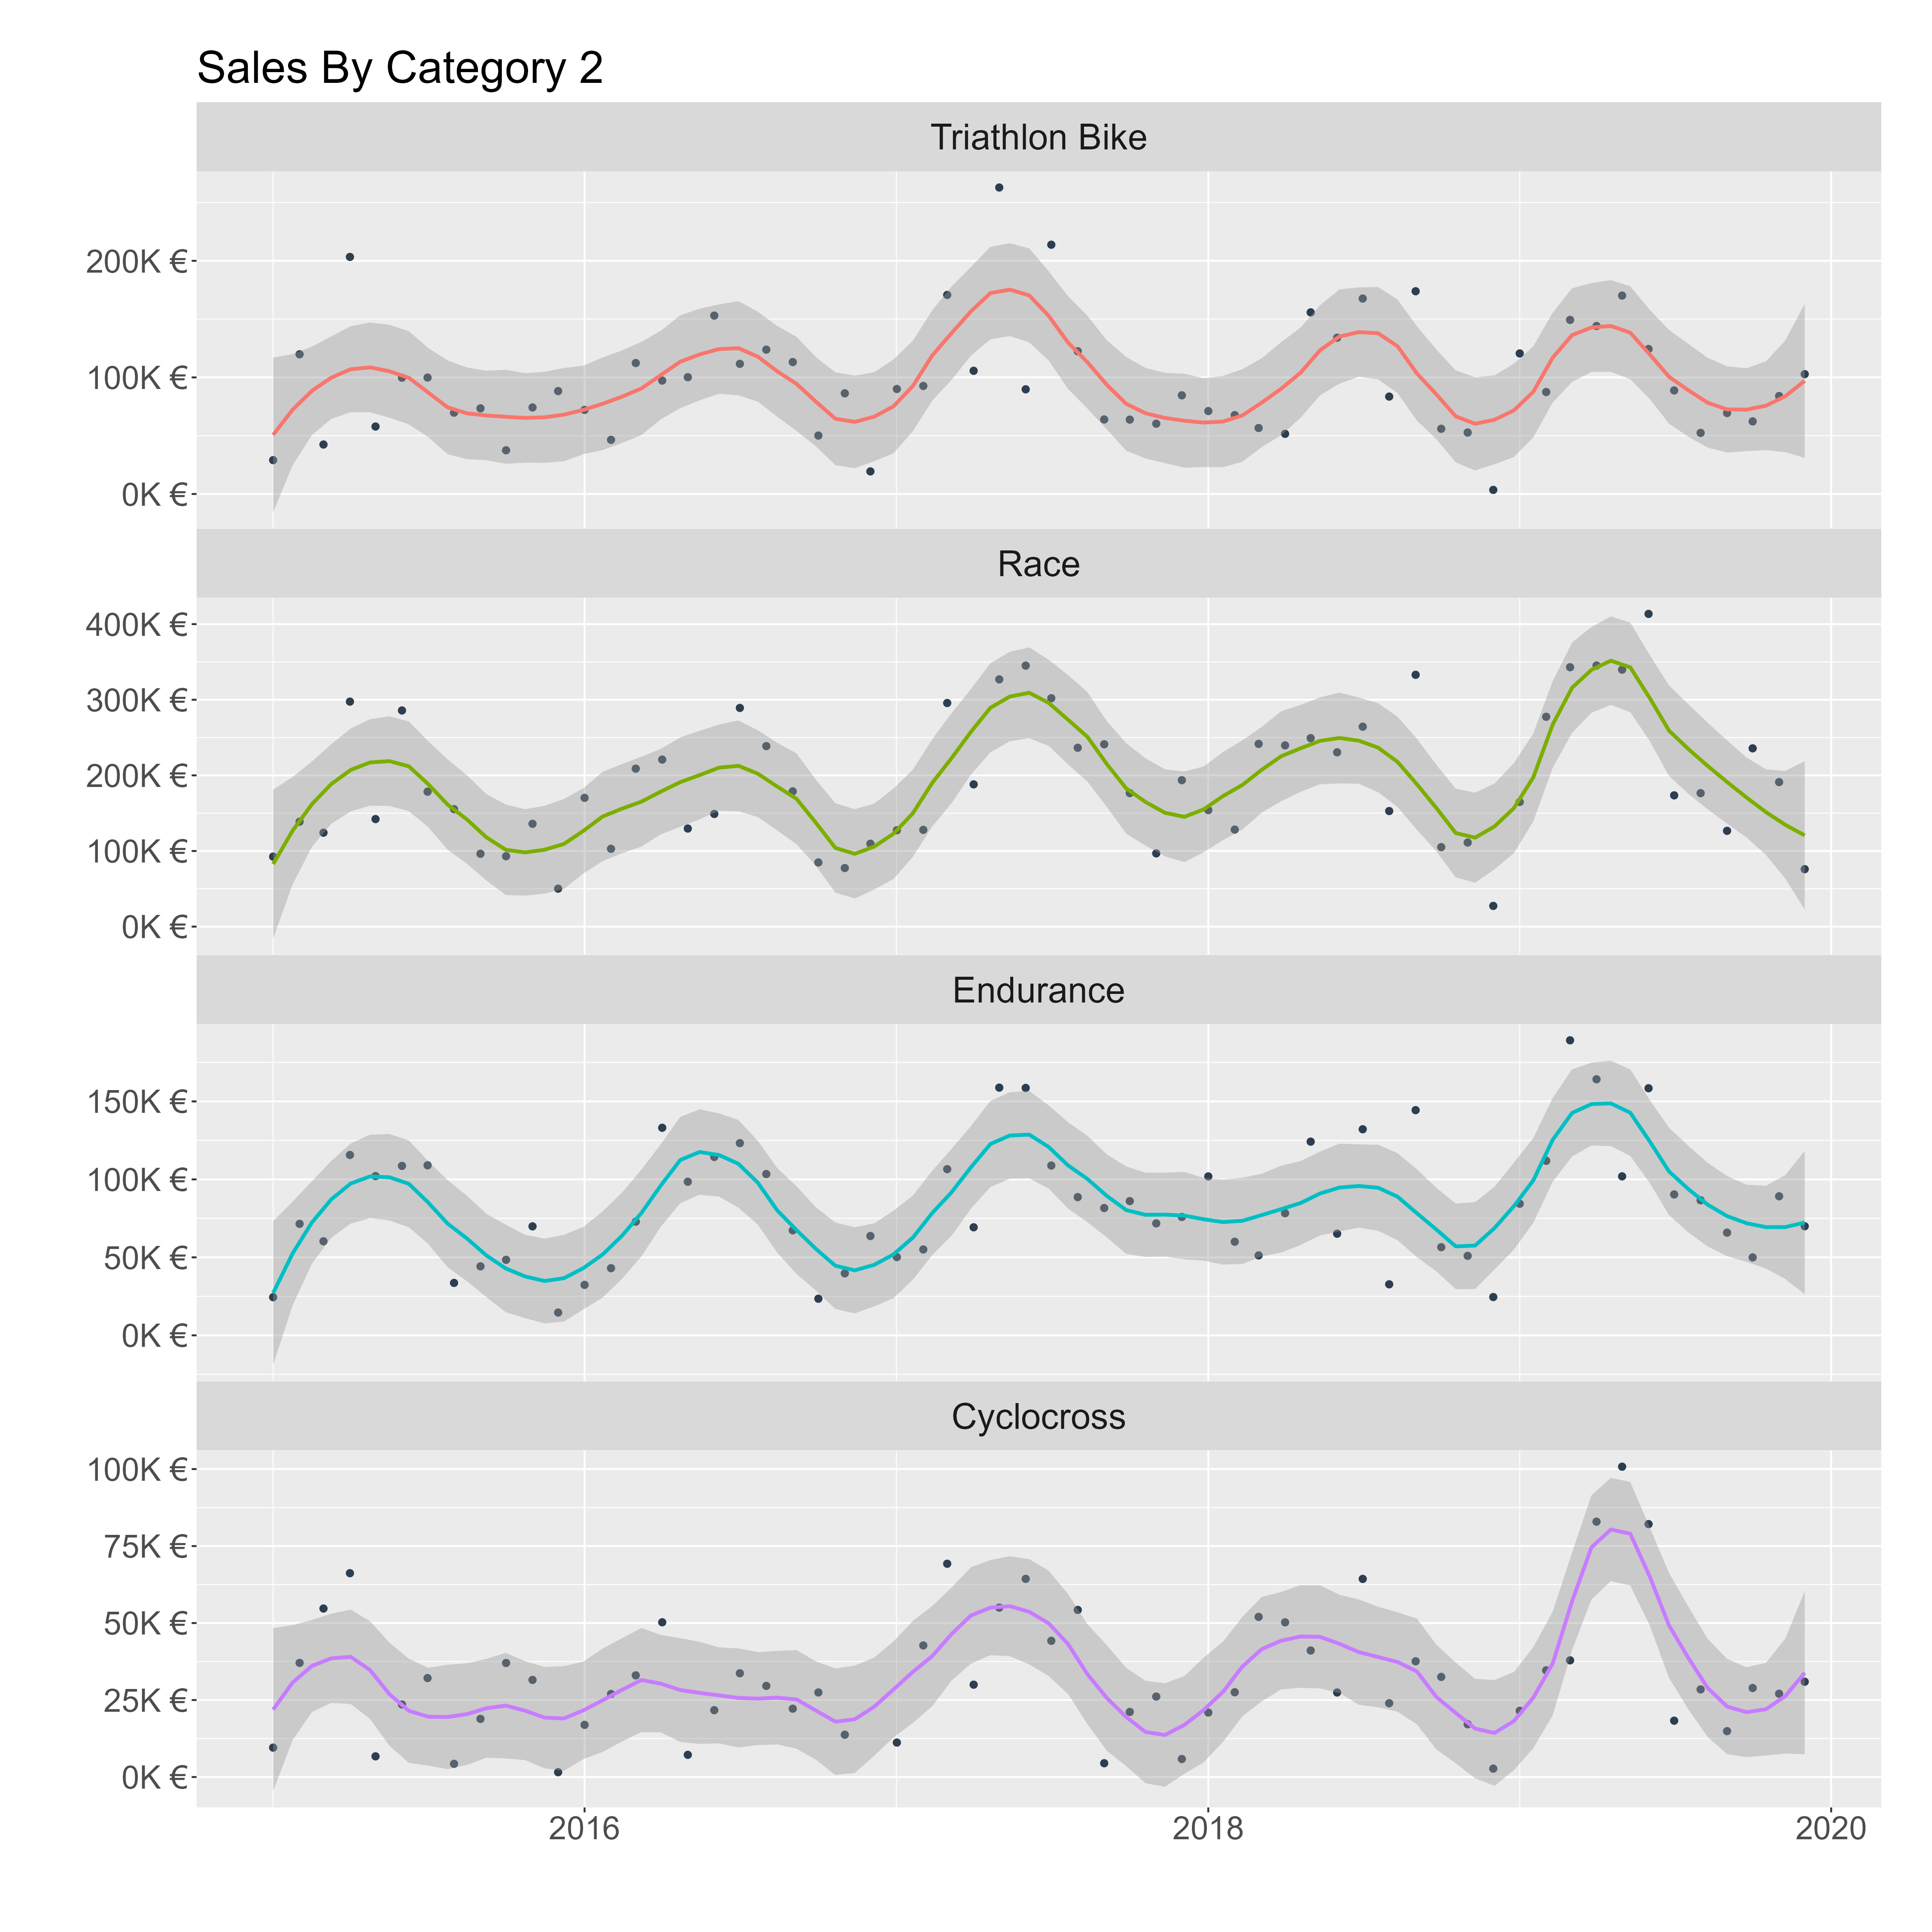 Sales By Category 2
Triathlon Bike
200K €
100K €
0K €
Race
400K €
300K €
200K €
100K €
0K €
Endurance
150K €
100K €
50K €
0K €
Cyclocross
100K €
75K €
50K €
25K €
0K €
2016 2018 2020